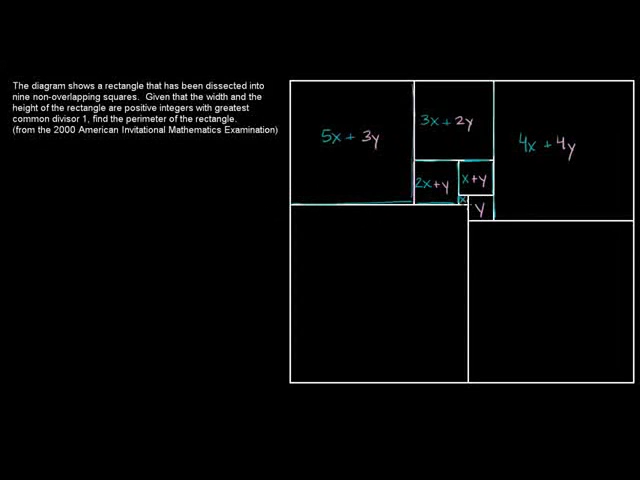 The diagram shows a rectangle that has been dissected into
nine non-overlapping squares. Given that the width and the
height of the rectangle are positive integers with greatest
common divisor 1, find the perimeter of the rectangle.
(from the 2000 American Invitational Mathematics Examination)
5x + 3y
3x + 2y
4x + 4y
2x+y
x+y
x
y